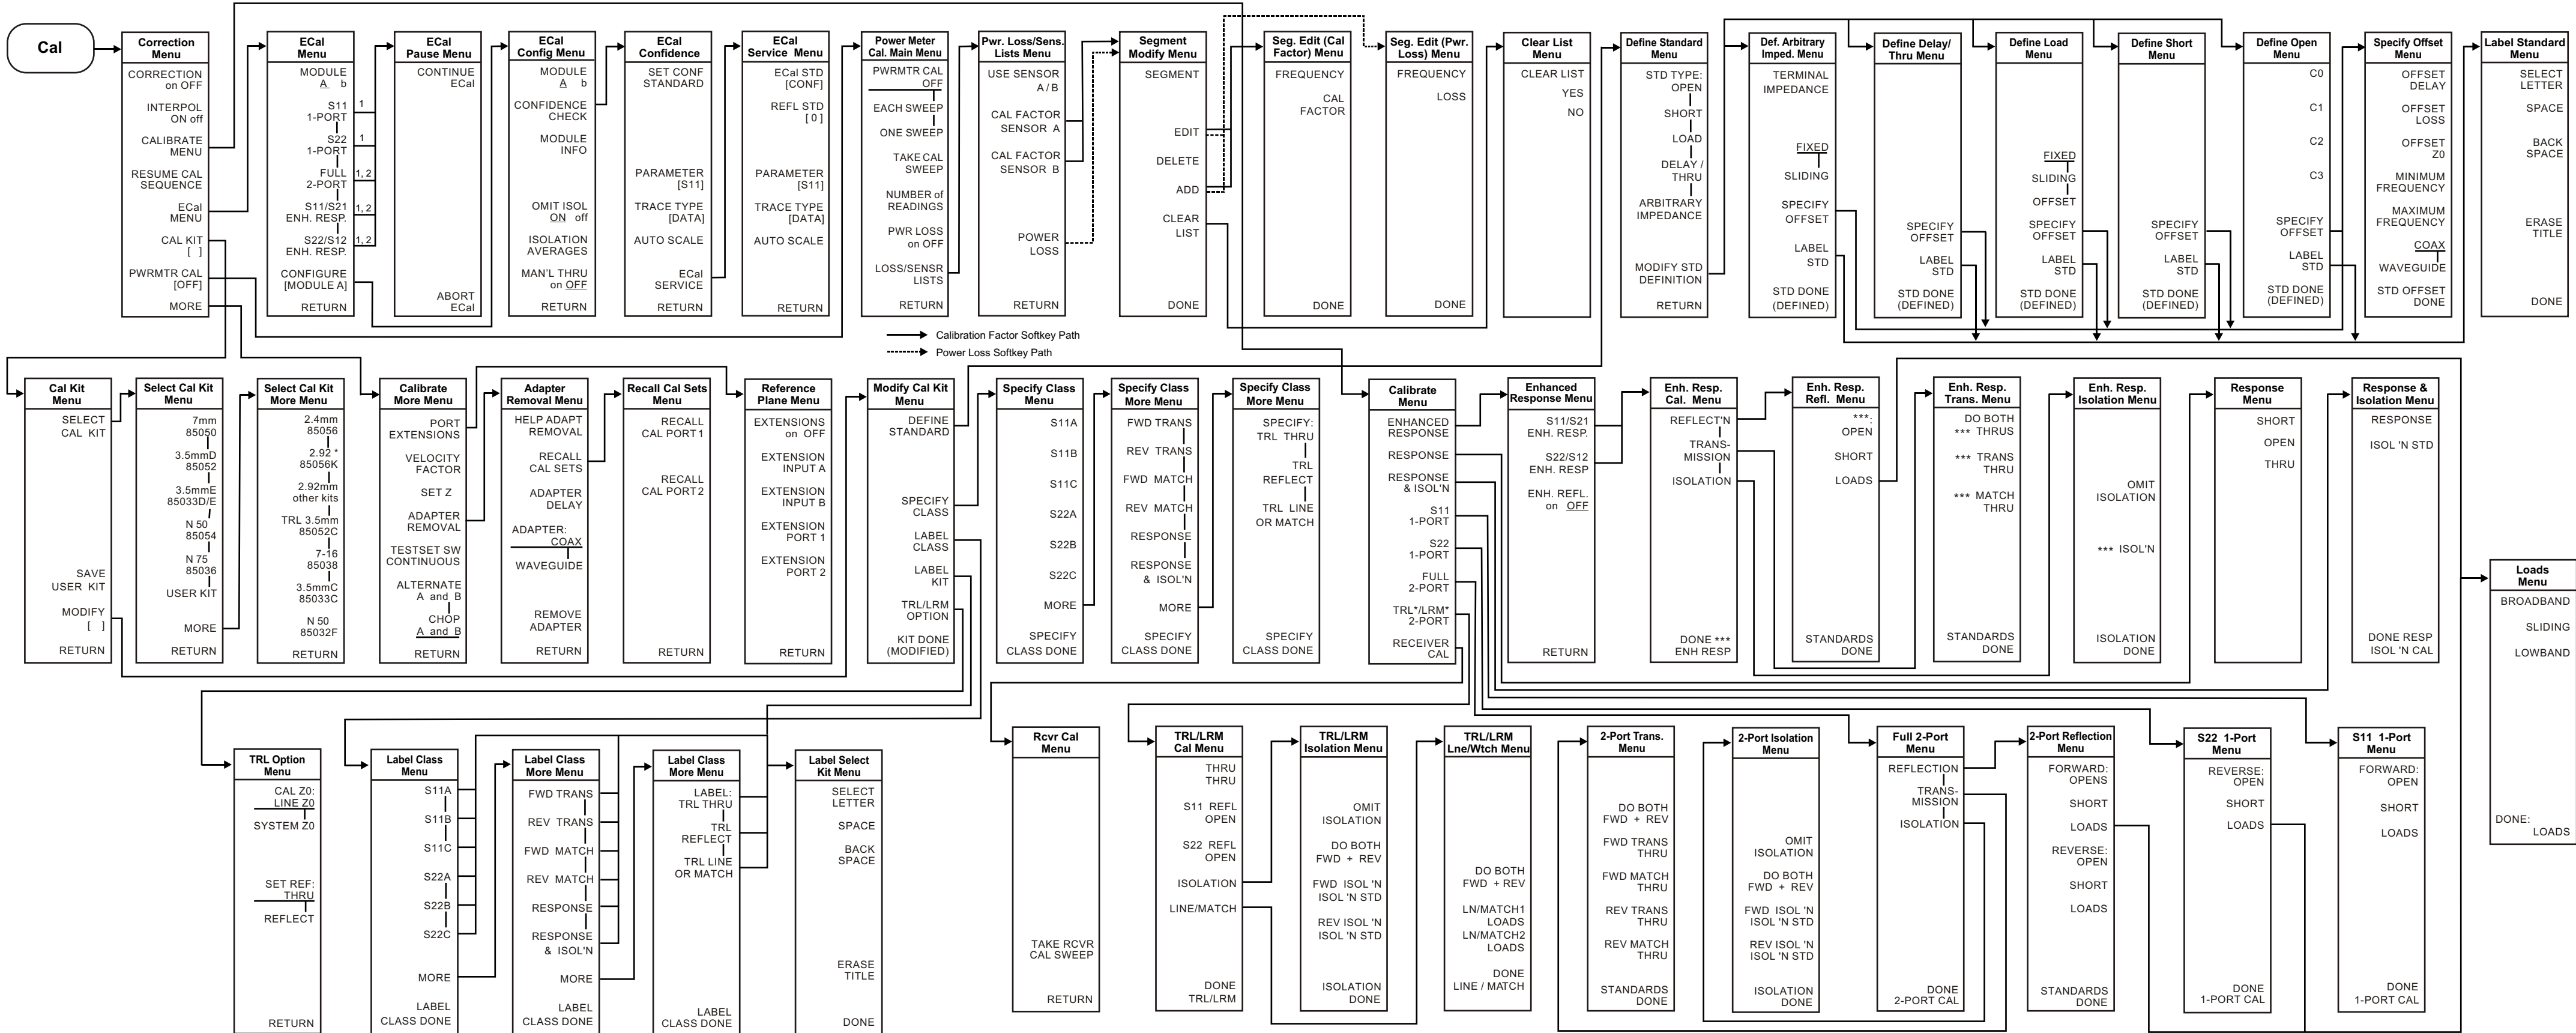 Cal
Correction
Menu
CORRECTION
on OFF
INTERPOL
ON off
CALIBRATE
MENU
RESUME CAL
SEQUENCE
ECal
MENU
CAL KIT
[ ]
PWRMTR CAL
[OFF]
MORE
ECal
Menu
MODULE
A b
S11
1-PORT
S22
1-PORT
FULL
2-PORT
S11/S21
ENH. RESP.
S22/S12
ENH. RESP.
CONFIGURE
[MODULE A]
RETURN
1
1
1, 2
1, 2
1, 2
ECal
Pause Menu
CONTINUE
ECal
ABORT
ECal
ECal
Config Menu
MODULE
A b
CONFIDENCE
CHECK
MODULE
INFO
OMIT ISOL
ON off
ISOLATION
AVERAGES
MAN'L THRU
on OFF
RETURN
ECal
Confidence
SET CONF
STANDARD
PARAMETER
[S11]
TRACE TYPE
[DATA]
AUTO SCALE
ECal
SERVICE
RETURN
ECal
Service Menu
ECal STD
[CONF]
REFL STD
[ 0 ]
PARAMETER
[S11]
TRACE TYPE
[DATA]
AUTO SCALE
RETURN
Power Meter
Cal. Main Menu
PWRMTR CAL
OFF
EACH SWEEP
ONE SWEEP
TAKE CAL
SWEEP
NUMBER of
READINGS
PWR LOSS
on OFF
LOSS/SENSR
LISTS
RETURN
Pwr. Loss/Sens.
Lists Menu
USE SENSOR
A / B
CAL FACTOR
SENSOR A
CAL FACTOR
SENSOR B
POWER
LOSS
RETURN
Segment
Modify Menu
SEGMENT
EDIT
DELETE
ADD
CLEAR
LIST
DONE
Seg. Edit (Cal
Factor) Menu
FREQUENCY
CAL
FACTOR
DONE
Seg. Edit (Pwr.
Loss) Menu
FREQUENCY
LOSS
DONE
Clear List
Menu
CLEAR LIST
YES
NO
Define Standard
Menu
STD TYPE:
OPEN
SHORT
LOAD
DELAY /
THRU
ARBITRARY
IMPEDANCE
MODIFY STD
DEFINITION
RETURN
Def. Arbitrary
Imped. Menu
TERMINAL
IMPEDANCE
FIXED
SLIDING
SPECIFY
OFFSET
LABEL
STD
STD DONE
(DEFINED)
Define Delay/
Thru Menu
SPECIFY
OFFSET
LABEL
STD
STD DONE
(DEFINED)
Define Load
Menu
FIXED
SLIDING
OFFSET
SPECIFY
OFFSET
LABEL
STD
STD DONE
(DEFINED)
Define Short
Menu
SPECIFY
OFFSET
LABEL
STD
STD DONE
(DEFINED)
Define Open
Menu
C0
C1
C2
C3
SPECIFY
OFFSET
LABEL
STD
STD DONE
(DEFINED)
Specify Offset
Menu
OFFSET
DELAY
OFFSET
LOSS
OFFSET
Z0
MINIMUM
FREQUENCY
MAXIMUM
FREQUENCY
COAX
WAVEGUIDE
STD OFFSET
DONE
Label Standard
Menu
SELECT
LETTER
SPACE
BACK
SPACE
ERASE
TITLE
DONE
Calibration Factor Softkey Path
Power Loss Softkey Path
Cal Kit
Menu
SELECT
CAL KIT
SAVE
USER KIT
MODIFY
[ ]
RETURN
Select Cal Kit
Menu
7mm
85050
3.5mmD
85052
3.5mmE
85033D/E
N 50
85054
N 75
85036
USER KIT
MORE
RETURN
Select Cal Kit
More Menu
2.4mm
85056
2.92 *
85056K
2.92mm
other kits
TRL 3.5mm
85052C
7-16
85038
3.5mmC
85033C
N 50
85032F
RETURN
Calibrate
More Menu
PORT
EXTENSIONS
VELOCITY
FACTOR
SET Z
ADAPTER
REMOVAL
TESTSET SW
CONTINUOUS
ALTERNATE
A and B
CHOP
A and B
RETURN
Adapter
Removal Menu
HELP ADAPT
REMOVAL
RECALL
CAL SETS
ADAPTER
DELAY
ADAPTER:
COAX
WAVEGUIDE
REMOVE
ADAPTER
RETURN
Recall Cal Sets
Menu
RECALL
CAL PORT1
RECALL
CAL PORT2
RETURN
Reference
Plane Menu
EXTENSIONS
on OFF
EXTENSION
INPUT A
EXTENSION
INPUT B
EXTENSION
PORT 1
EXTENSION
PORT 2
RETURN
Modify Cal Kit
Menu
DEFINE
STANDARD
SPECIFY
CLASS
LABEL
CLASS
LABEL
KIT
TRL/LRM
OPTION
KIT DONE
(MODIFIED)
Specify Class
Menu
S11A
S11B
S11C
S22A
S22B
S22C
MORE
SPECIFY
CLASS DONE
Specify Class
More Menu
FWD TRANS
REV TRANS
FWD MATCH
REV MATCH
RESPONSE
RESPONSE
& ISOL'N
MORE
SPECIFY
CLASS DONE
Specify Class
More Menu
SPECIFY:
TRL THRU
TRL
REFLECT
TRL LINE
OR MATCH
SPECIFY
CLASS DONE
Calibrate
Menu
ENHANCED
RESPONSE
RESPONSE
RESPONSE
& ISOL'N
S11
1-PORT
S22
1-PORT
FULL
2-PORT
TRL*/LRM*
2-PORT
RECEIVER
CAL
Enhanced
Response Menu
S11/S21
ENH. RESP.
S22/S12
ENH. RESP
ENH. REFL.
on OFF
RETURN
Enh. Resp.
Cal. Menu
REFLECT'N
TRANS-
MISSION
ISOLATION
DONE ***
ENH RESP
Enh. Resp.
Refl. Menu
***:
OPEN
SHORT
LOADS
STANDARDS
DONE
Enh. Resp.
Trans. Menu
DO BOTH
*** THRUS
*** TRANS
THRU
*** MATCH
THRU
STANDARDS
DONE
Enh. Resp.
Isolation Menu
OMIT
ISOLATION
*** ISOL'N
ISOLATION
DONE
Response
Menu
SHORT
OPEN
THRU
Response &
Isolation Menu
RESPONSE
ISOL 'N STD
DONE RESP
ISOL 'N CAL
Loads
Menu
BROADBAND
SLIDING
LOWBAND
DONE:
LOADS
TRL Option
Menu
CAL Z0:
LINE Z0
SYSTEM Z0
SET REF:
THRU
REFLECT
RETURN
Label Class
Menu
S11A
S11B
S11C
S22A
S22B
S22C
MORE
LABEL
CLASS DONE
Label Class
More Menu
FWD TRANS
REV TRANS
FWD MATCH
REV MATCH
RESPONSE
RESPONSE
& ISOL'N
MORE
LABEL
CLASS DONE
Label Class
More Menu
LABEL:
TRL THRU
TRL
REFLECT
TRL LINE
OR MATCH
LABEL
CLASS DONE
Label Select
Kit Menu
SELECT
LETTER
SPACE
BACK
SPACE
ERASE
TITLE
DONE
Rcvr Cal
Menu
TAKE RCVR
CAL SWEEP
RETURN
TRL/LRM
Cal Menu
THRU
THRU
S11 REFL
OPEN
S22 REFL
OPEN
ISOLATION
LINE/MATCH
DONE
TRL/LRM
TRL/LRM
Isolation Menu
OMIT
ISOLATION
DO BOTH
FWD + REV
FWD ISOL 'N
ISOL 'N STD
REV ISOL 'N
ISOL 'N STD
ISOLATION
DONE
TRL/LRM
Lne/Wtch Menu
DO BOTH
FWD + REV
LN/MATCH1
LOADS
LN/MATCH2
LOADS
DONE
LINE / MATCH
2-Port Trans.
Menu
DO BOTH
FWD + REV
FWD TRANS
THRU
FWD MATCH
THRU
REV TRANS
THRU
REV MATCH
THRU
STANDARDS
DONE
2-Port Isolation
Menu
OMIT
ISOLATION
DO BOTH
FWD + REV
FWD ISOL 'N
ISOL 'N STD
REV ISOL 'N
ISOL 'N STD
ISOLATION
DONE
Full 2-Port
Menu
REFLECTION
TRANS-
MISSION
ISOLATION
DONE
2-PORT CAL
2-Port Reflection
Menu
FORWARD:
OPENS
SHORT
LOADS
REVERSE:
OPEN
SHORT
LOADS
STANDARDS
DONE
S22 1-Port
Menu
REVERSE:
OPEN
SHORT
LOADS
DONE
1-PORT CAL
S11 1-Port
Menu
FORWARD:
OPEN
SHORT
LOADS
DONE
1-PORT CAL